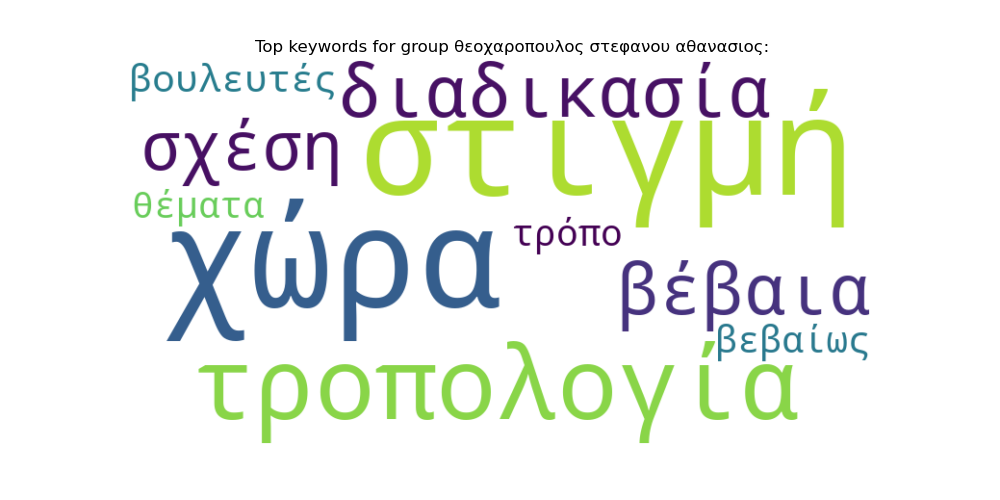 Top keywords for group θεοχαροπουλος στεφανου αθανασιος:
βουλευτές
διαδικασία
σχέση
στιγμή
θέματα
χώρα
τρόπο
βέβαια
βεβαίως
τροπολογία